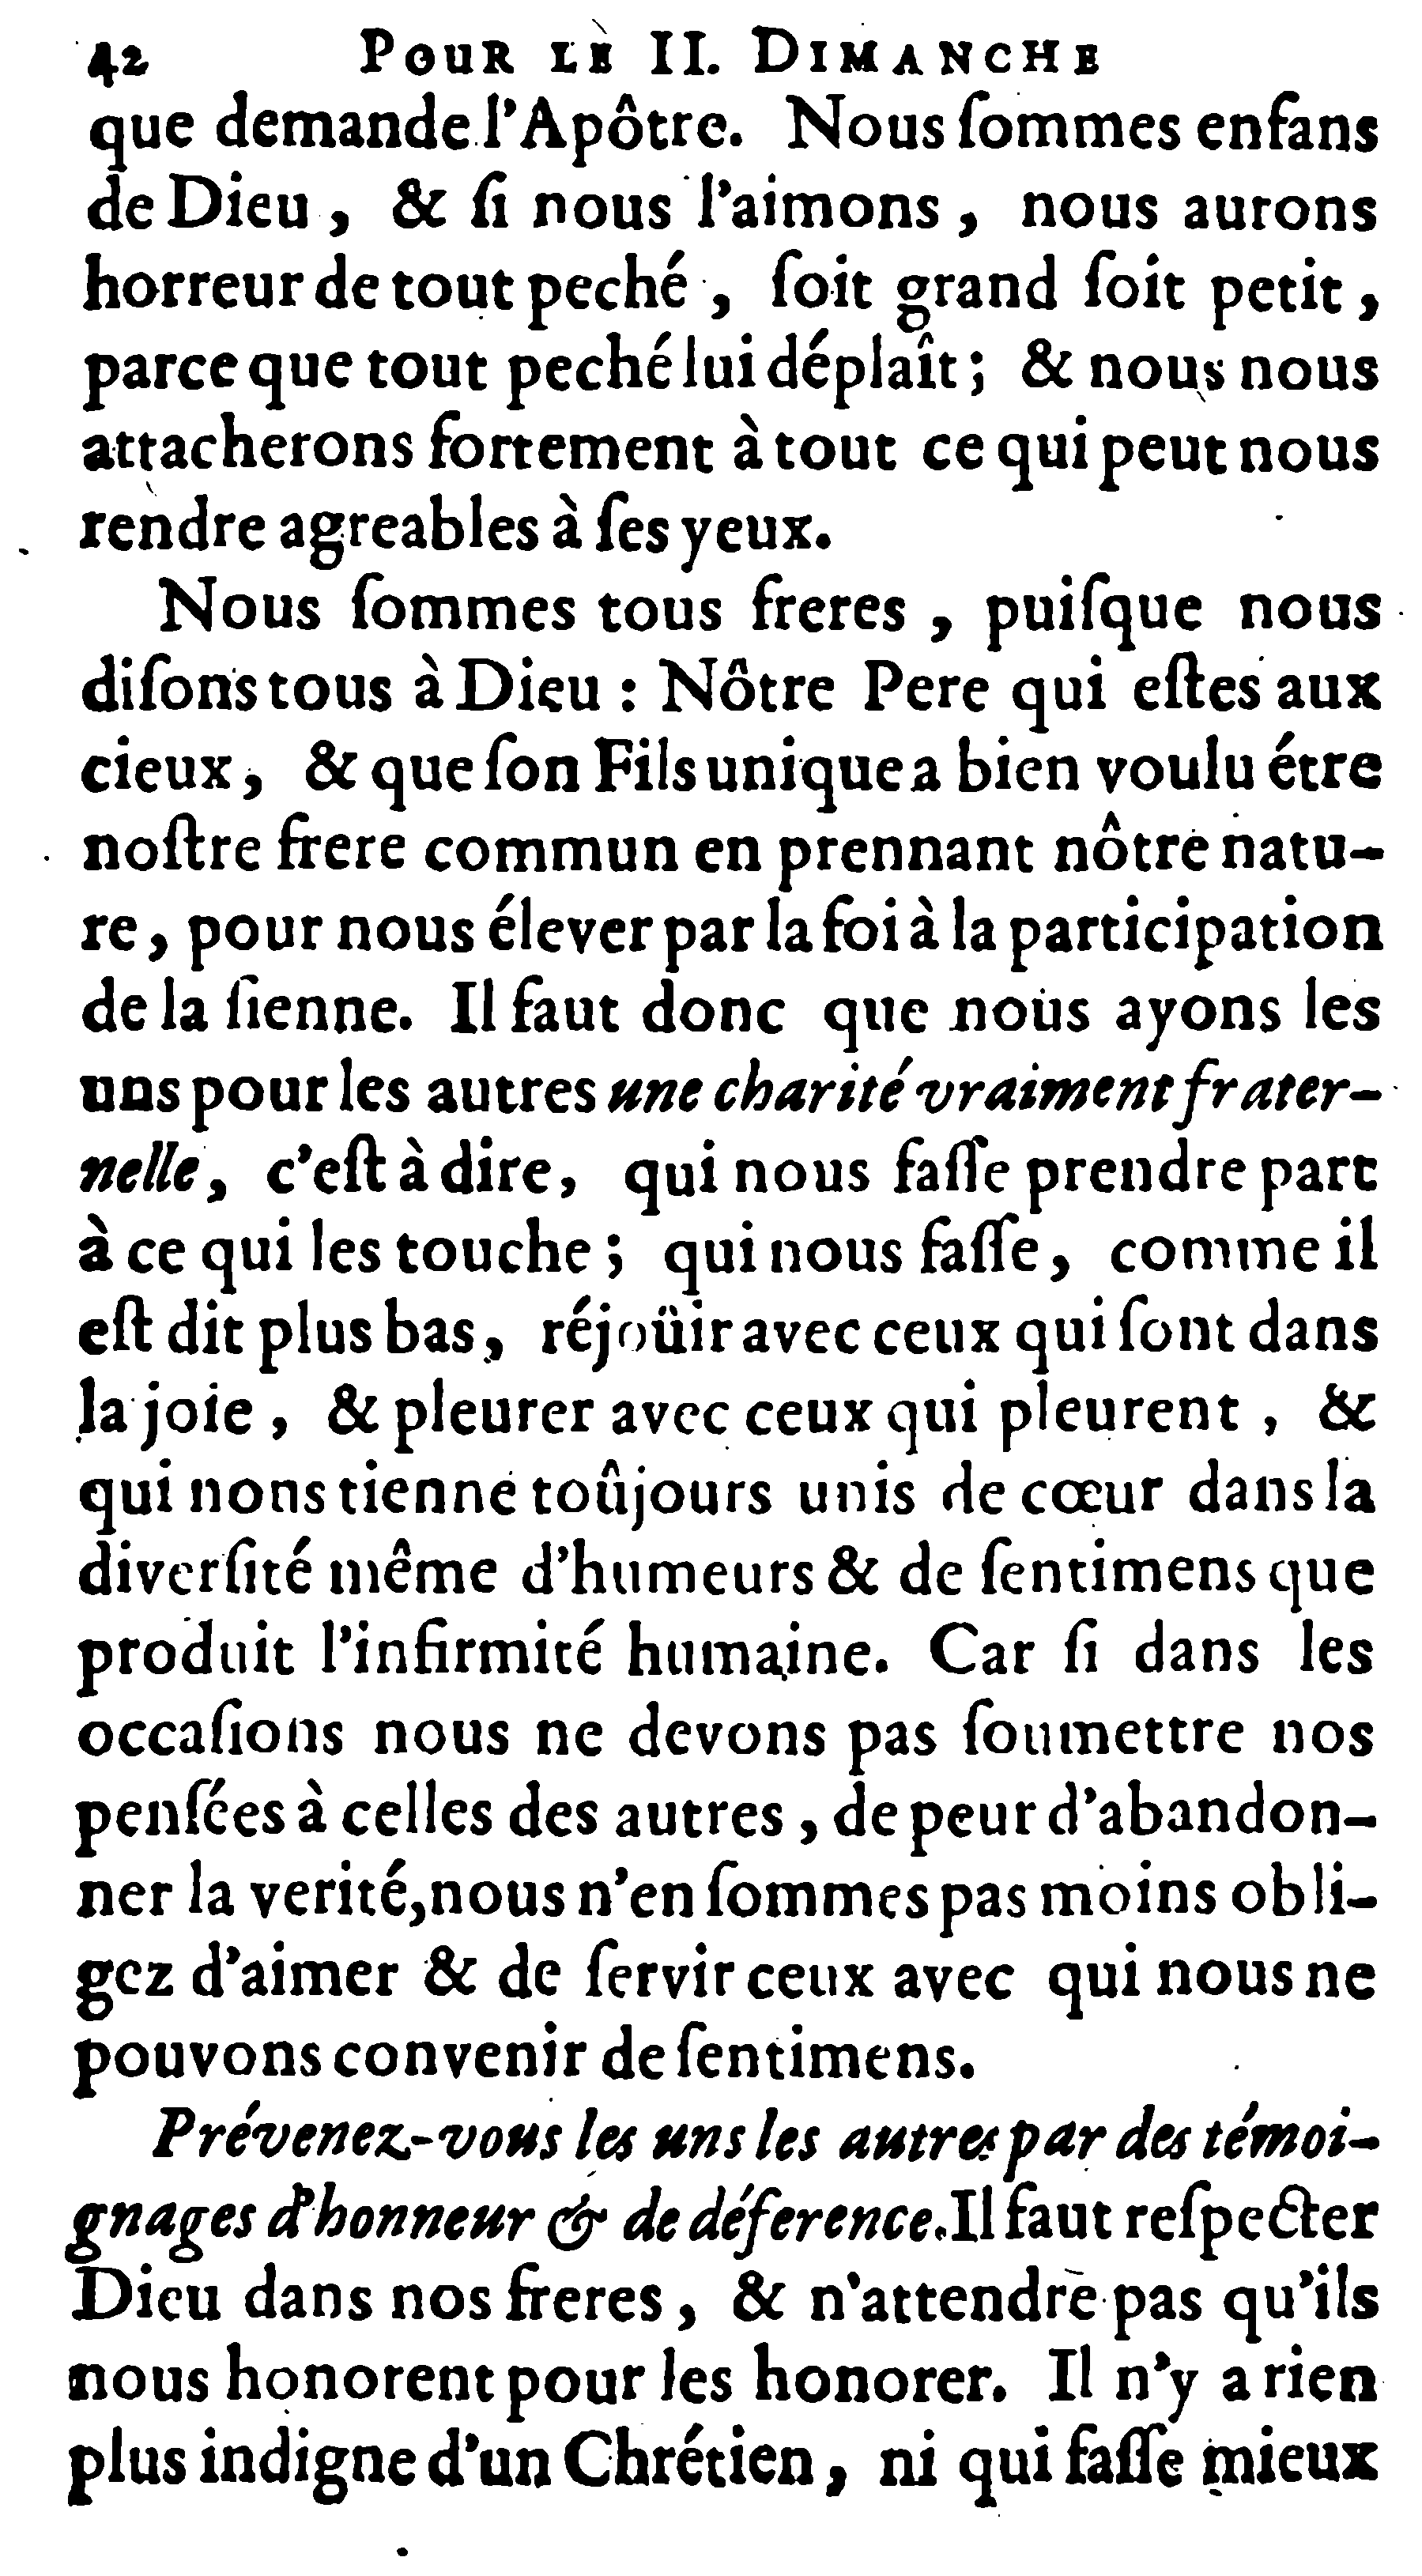 42 POUR LE II. DIMANCHE
que demande l'Apôtre. Nous ſommes enfans
de Dieu, & ſi nous l'aimons, nous aurons
horreur de tout peché, ſoit grand ſoit petit,
parce que tout peché lui déplaît; & nous nous
attacherons fortement à tout ce qui peut nous
rendre agreables à ſes yeux.
Nous ſommes tous freres, puiſque nous
diſons tous à Dieu : Nôtre Pere qui eſtes aux
cieux, & que ſon Fils unique a bien voulu étre
noſtre frere commun en prennant nôtre natu-
re, pour nous élever par la foi à la participation
de la ſienne. Il faut donc que nous ayons les
uns pour les autres une charité vraiment frater-
nelle, c'eſt à dire, qui nous faſſe prendre part
à ce qui les touche; qui nous faſſe, comme il
eſt dit plus bas, réjoüir avec ceux qui ſont dans
la joie, & pleurer avec ceux qui pleurent, &
qui nons tienne toûjours unis de cœur dans la
diverſité même d'humeurs & de ſentimens que
produit l'infirmité humaine. Car ſi dans les
occaſions nous ne devons pas ſoumettre nos
penſées à celles des autres, de peur d'abandon-
ner la verité, nous n'en ſommes pas moins obli-
gez d'aimer & de ſervir ceux avec qui nous ne
pouvons convenir de ſentimens.
Prévenez-vous les uns les autres par des témoi-
gnages d'honneur & de déference. Il faut reſpecter
Dieu dans nos freres, & n'attendre pas qu'ils
nous honorent pour les honorer. Il n'y a rien
plus indigne d'un Chrétien, ni qui faſſe mieux